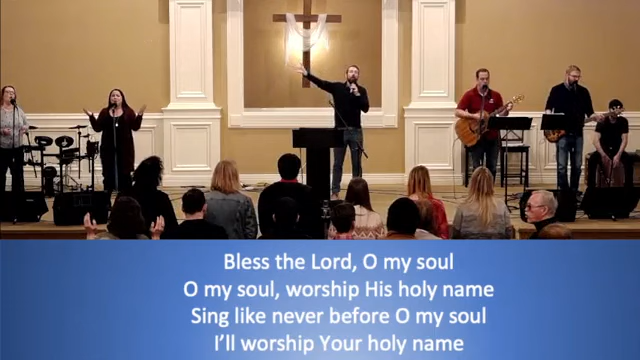 Bless the Lord, O my soul
O my soul, worship His holy name
Sing like never before O my soul
I’ll worship Your holy name